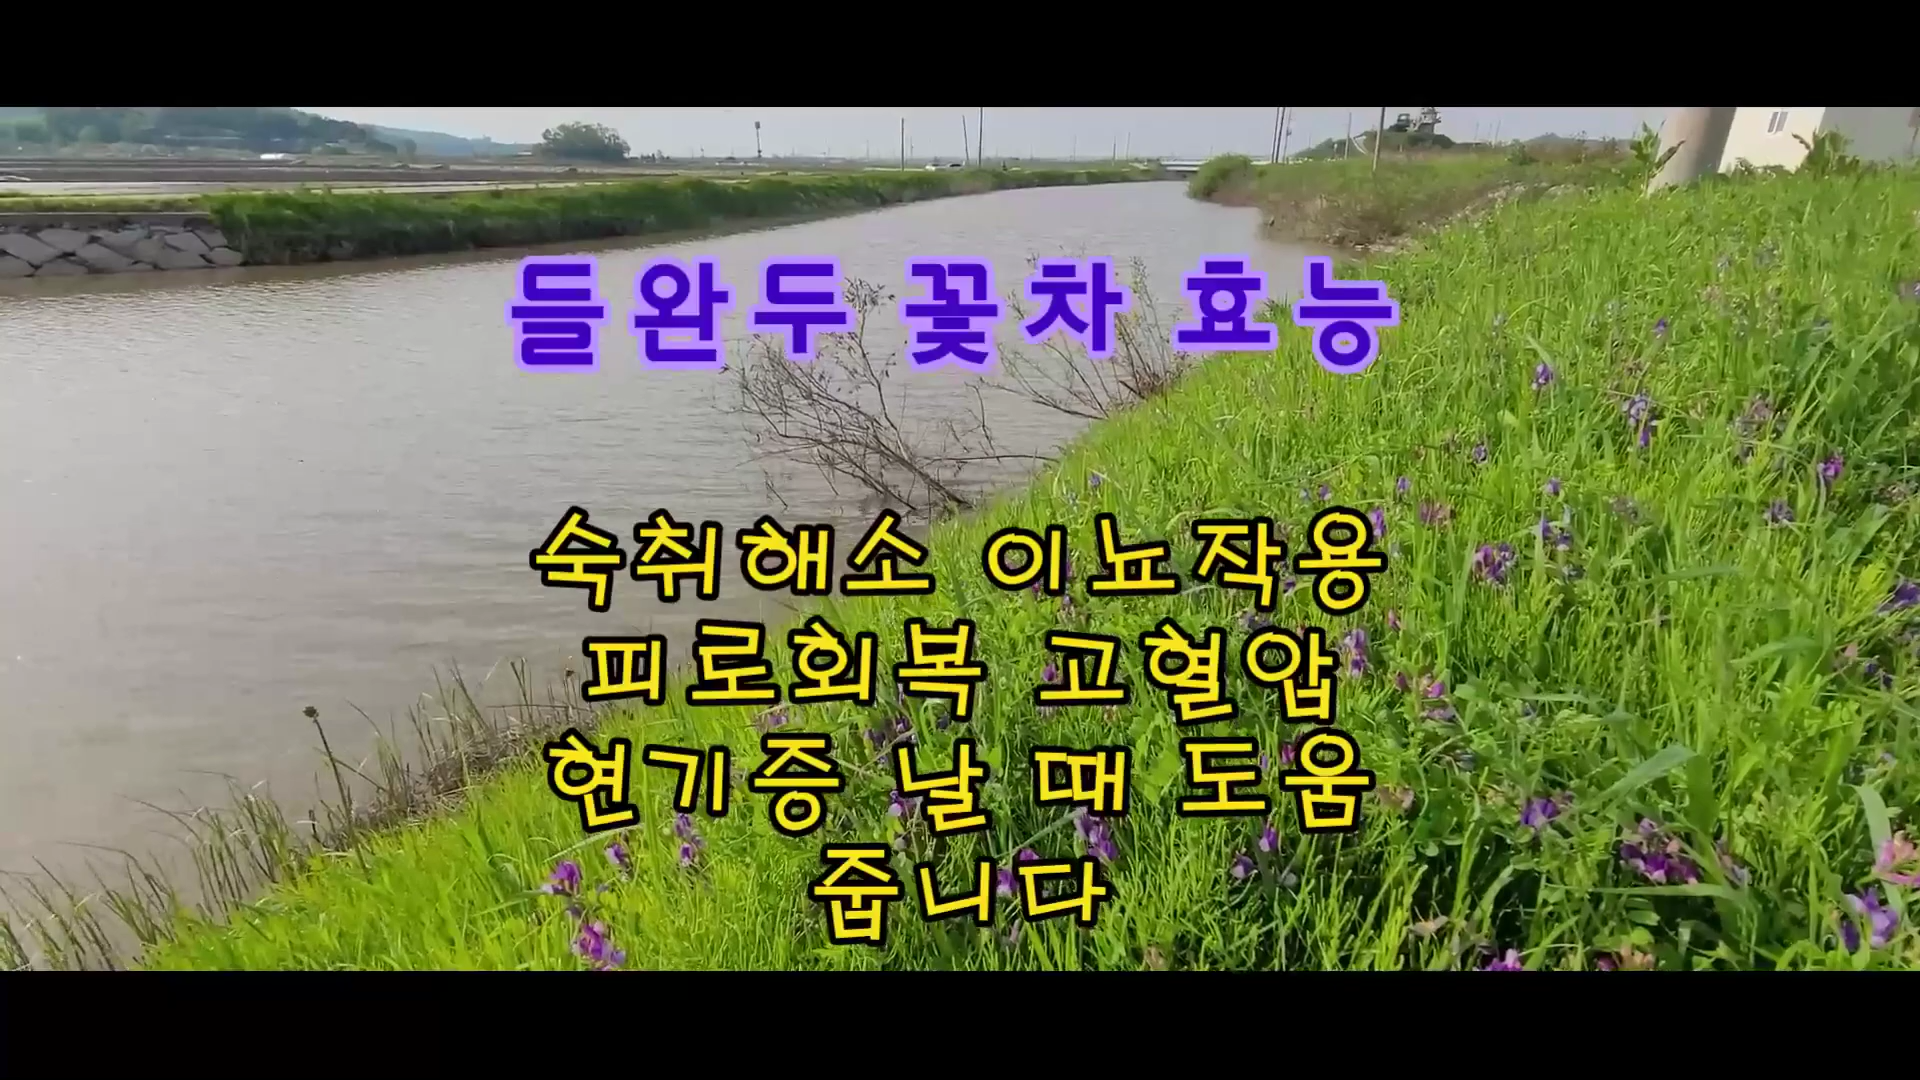 들완두 꽃차 효능
숙취해소 이뇨작용
피로회복 고혈압
현기증 날 때 도움
줍니다